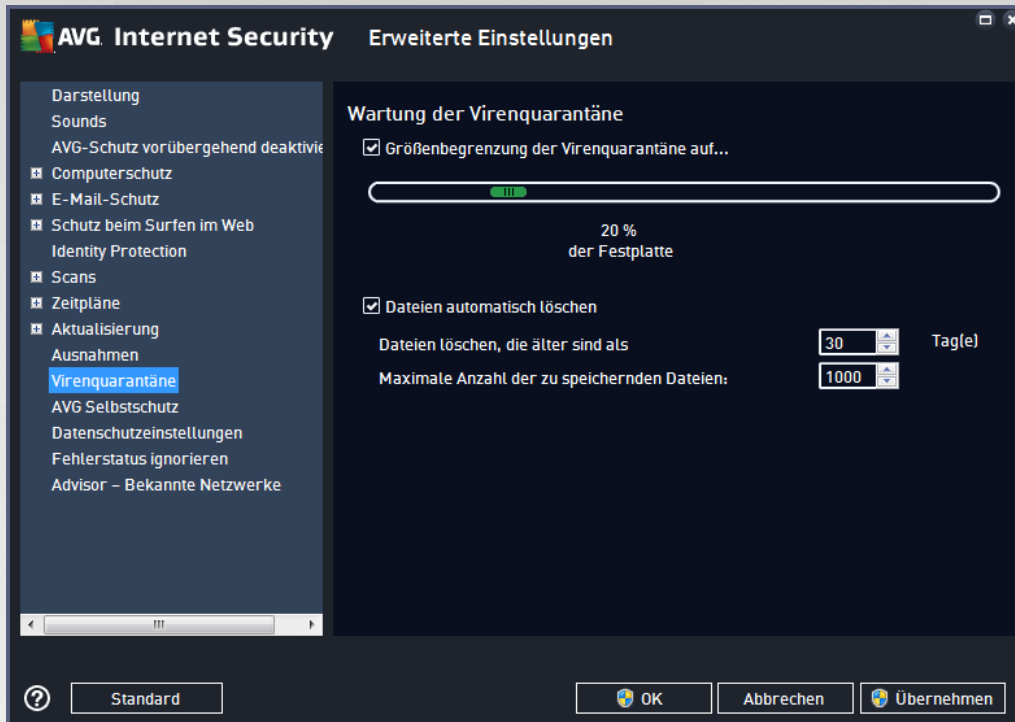 AVG. Internet Security Erweiterte Einstellungen
Darstellung
Sounds
AVG-Schutz vorübergehend deaktivie
Computerschutz
E-Mail-Schutz
Schutz beim Surfen im Web
Identity Protection
Scans
Zeitpläne
Aktualisierung
Ausnahmen
Virenquarantäne
AVG Selbstschutz
Datenschutzeinstellungen
Fehlerstatus ignorieren
Advisor – Bekannte Netzwerke
Wartung der Virenquarantäne
Größenbegrenzung der Virenquarantäne auf...
20 %
der Festplatte
Dateien automatisch löschen
Dateien löschen, die älter sind als 30 Tag(e)
Maximale Anzahl der zu speichernden Dateien: 1000
? Standard OK Abbrechen Übernehmen